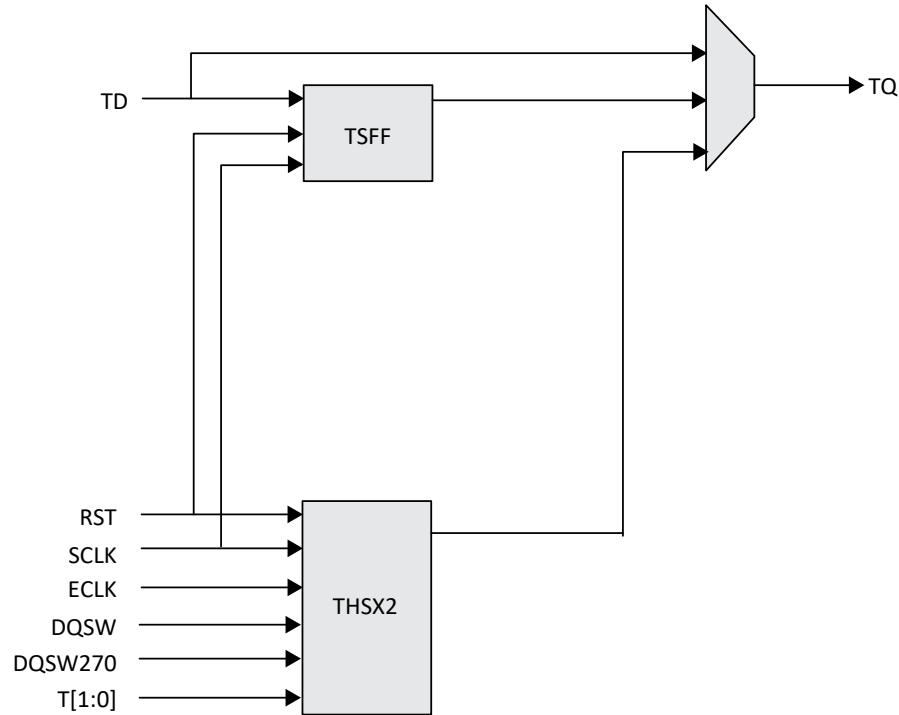 TD
TSFF
TQ
RST
SCLK
ECLK
DQSW
DQSW270
T[1:0]
THSX2